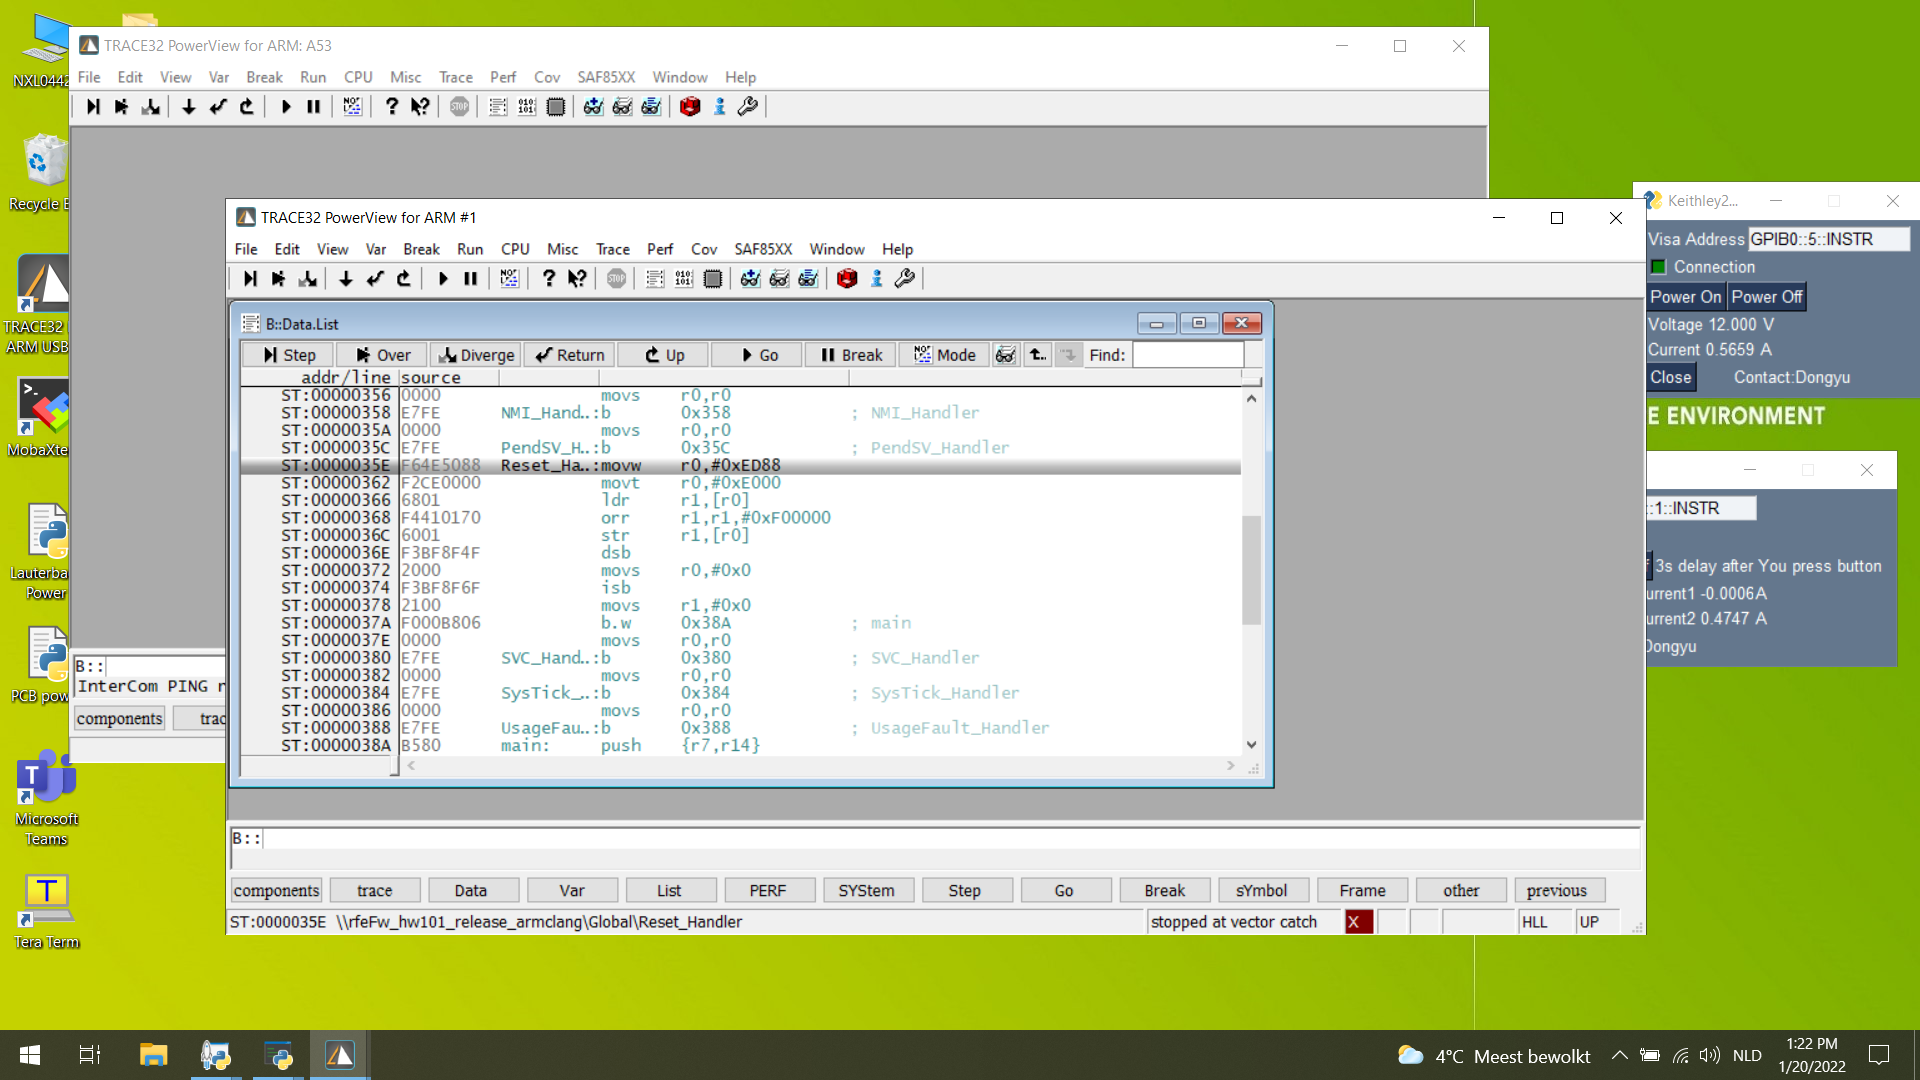 NXL0442
Recycle B
TRACE32
ARM USB
MobaXte
Lauterba
Power
PCB pow
Microsoft
Teams
Tera Term
TRACE32 PowerView for ARM: A53
File Edit View Var Break Run CPU Misc Trace Perf Cov SAF85XX Window Help
B::
InterCom PING r
components trac
TRACE32 PowerView for ARM #1
File Edit View Var Break Run CPU Misc Trace Perf Cov SAF85XX Window Help
B::Data.List
Step Over Diverge Return Up Go Break Mode Find:
addr/line source
ST:00000356 0000 movs r0,r0
ST:00000358 E7FE NMI_Hand..:b 0x358 ; NMI_Handler
ST:0000035A 0000 movs r0,r0
ST:0000035C E7FE PendSV_H..:b 0x35C ; PendSV_Handler
ST:0000035E F64E5088 Reset_Ha..:movw r0,#0xED88
ST:00000362 F2CE0000 movt r0,#0xE000
ST:00000366 6801 ldr r1,[r0]
ST:00000368 F4410170 orr r1,r1,#0xF00000
ST:0000036C 6001 str r1,[r0]
ST:0000036E F3BF8F4F dsb
ST:00000372 2000 movs r0,#0x0
ST:00000374 F3BF8F6F isb
ST:00000378 2100 movs r1,#0x0
ST:0000037A F000B806 b.w 0x38A ; main
ST:0000037E 0000 movs r0,r0
ST:00000380 E7FE SVC_Hand..:b 0x380 ; SVC_Handler
ST:00000382 0000 movs r0,r0
ST:00000384 E7FE SysTick_..:b 0x384 ; SysTick_Handler
ST:00000386 0000 movs r0,r0
ST:00000388 E7FE UsageFau..:b 0x388 ; UsageFault_Handler
ST:0000038A B580 main: push {r7,r14}
B::
components trace Data Var List PERF SYStem Step Go Break sYmbol Frame other previous
ST:0000035E \\rfeFw_hw101_release_armclang\Global\Reset_Handler stopped at vector catch X HLL UP
Keithley2...
Visa Address GPIB0::5::INSTR
Connection
Power On Power Off
Voltage 12.000 V
Current 0.5659 A
Close Contact:Dongyu
E ENVIRONMENT
::1::INSTR
f 3s delay after You press button
urrent1 -0.0006 A
urrent2 0.4747 A
Dongyu
4°C Meest bewolkt NLD 1:22 PM
1/20/2022